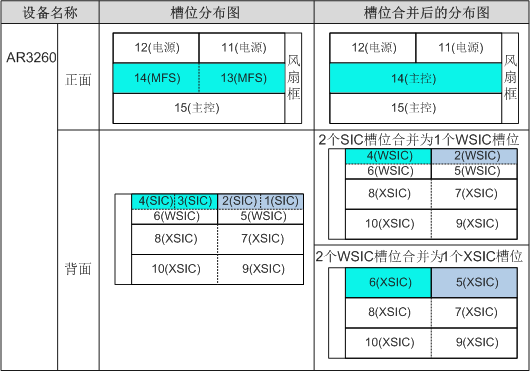 设备名称 槽位分布图 槽位合并后的分布图
AR3260 正面
12(电源) 11(电源) 风扇框
14(MFS) 13(MFS)
15(主控)
12(电源) 11(电源) 风扇框
14(主控)
15(主控)
背面
4(SIC) 3(SIC) 2(SIC) 1(SIC)
6(WSIC) 5(WSIC)
8(XSIC) 7(XSIC)
10(XSIC) 9(XSIC)
2个SIC槽位合并为1个WSIC槽位
4(WSIC) 2(WSIC)
6(WSIC) 5(WSIC)
8(XSIC) 7(XSIC)
10(XSIC) 9(XSIC)
2个WSIC槽位合并为1个XSIC槽位
6(XSIC) 5(XSIC)
8(XSIC) 7(XSIC)
10(XSIC) 9(XSIC)